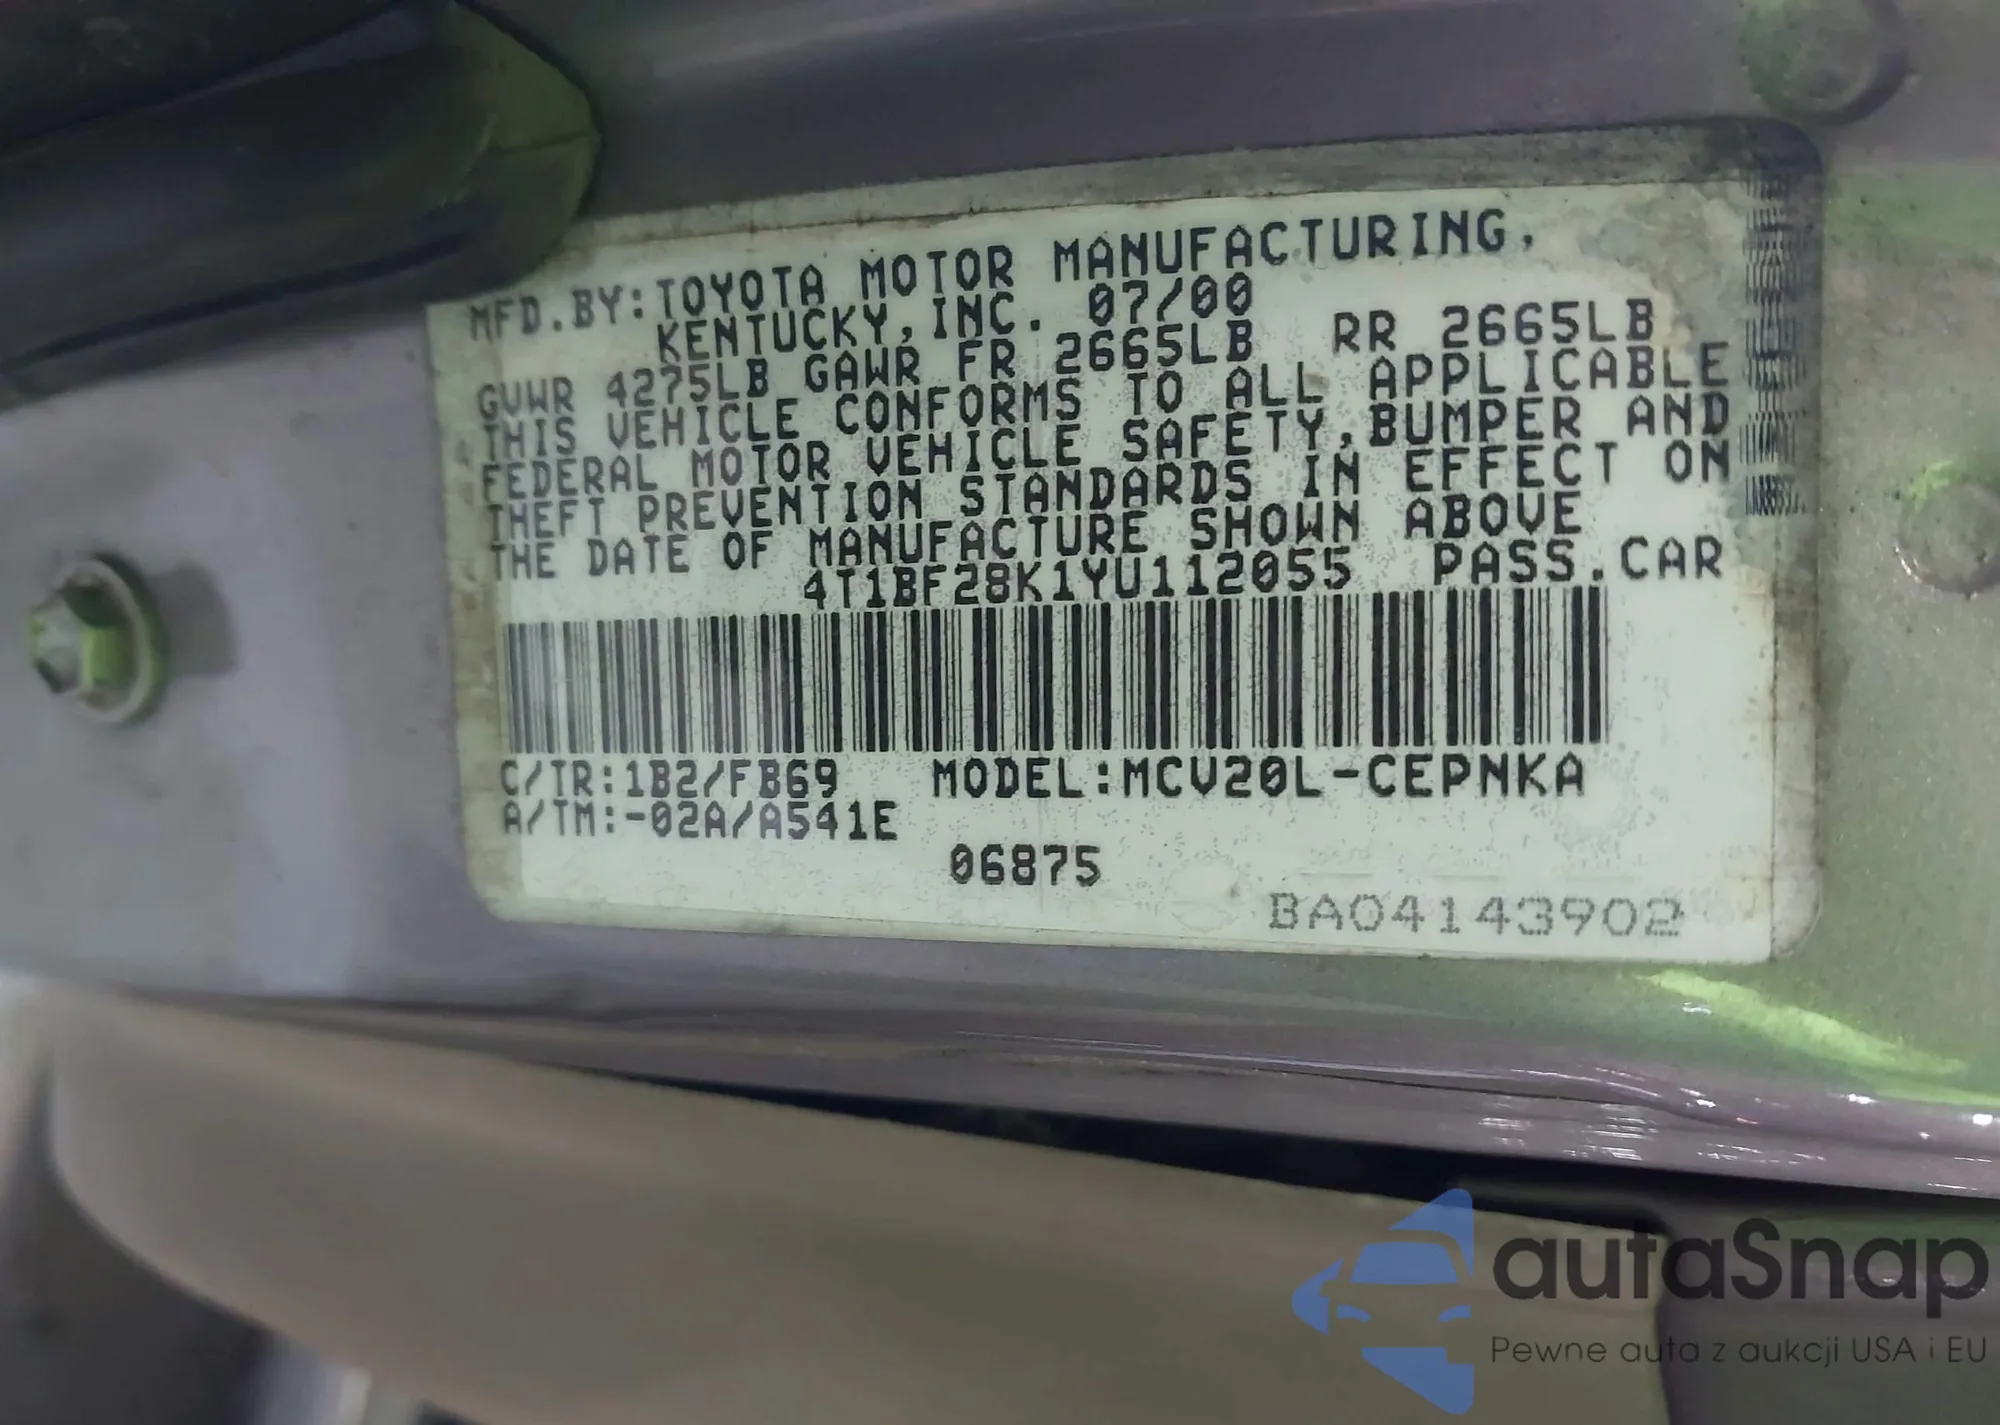 MFD.BY:TOYOTA MOTOR MANUFACTURING,
KENTUCKY,INC. 07/00
GVWR 4275LB GAWR FR 2665LB RR 2665LB
THIS VEHICLE CONFORMS TO ALL APPLICABLE
FEDERAL MOTOR VEHICLE SAFETY,BUMPER AND
THEFT PREVENTION STANDARDS IN EFFECT ON
THE DATE OF MANUFACTURE SHOWN ABOVE
4T1BF28K1YU112055 PASS.CAR
C/TR:1B2/FB69 MODEL:MCV20L-CEPNKA
A/TM:-02A/A541E
06875
BA04143902
autaSnap
Pewne auta z aukcji USA i EU